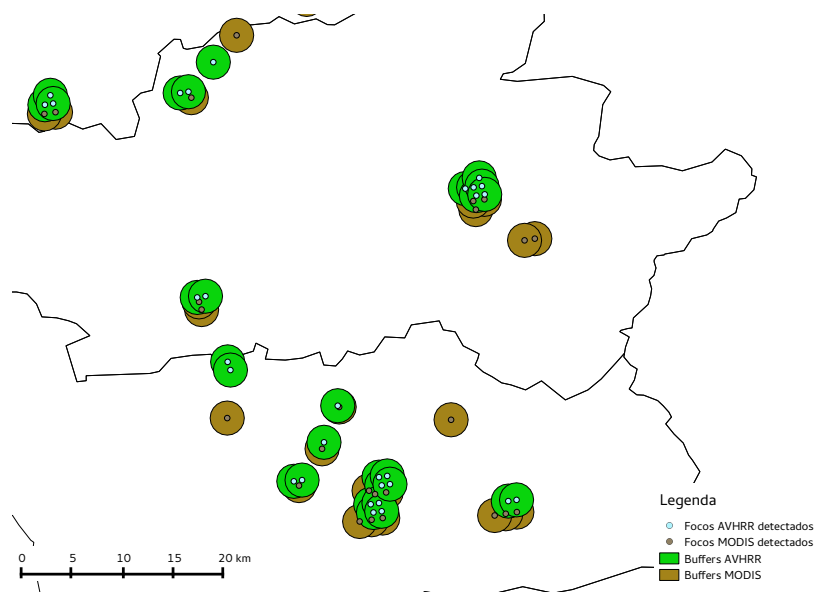 Legenda
Focos AVHRR detectados
Focos MODIS detectados
Buffers AVHRR
Buffers MODIS
0 5 10 15 20 km